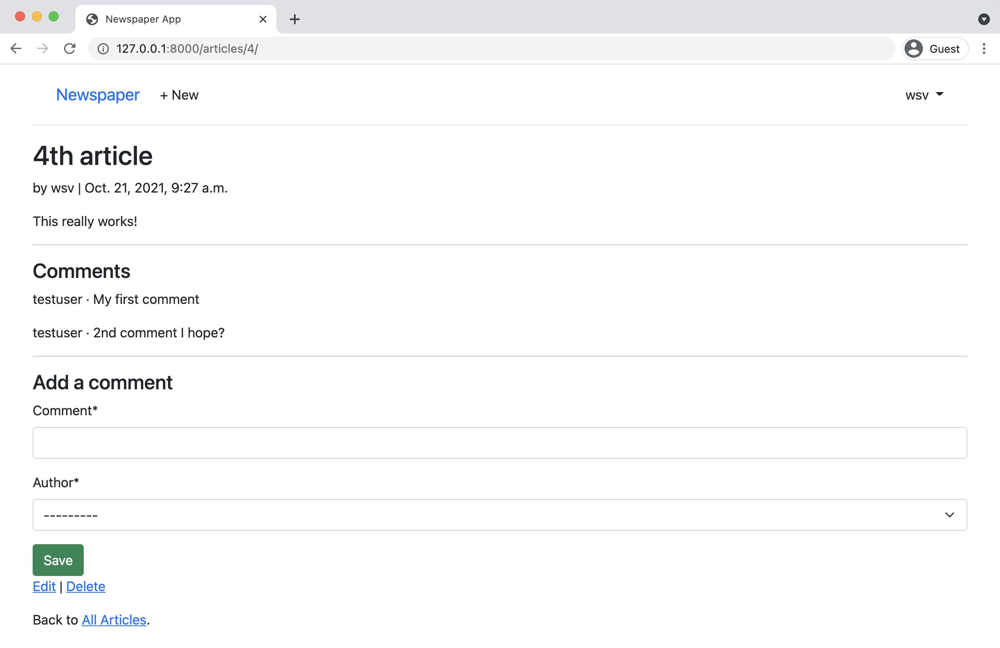 Newspaper App
127.0.0.1:8000/articles/4/
Guest
Newspaper + New wsv
4th article
by wsv | Oct. 21, 2021, 9:27 a.m.
This really works!
Comments
testuser · My first comment
testuser · 2nd comment I hope?
Add a comment
Comment*
Author*
---------
Save
Edit | Delete
Back to All Articles.